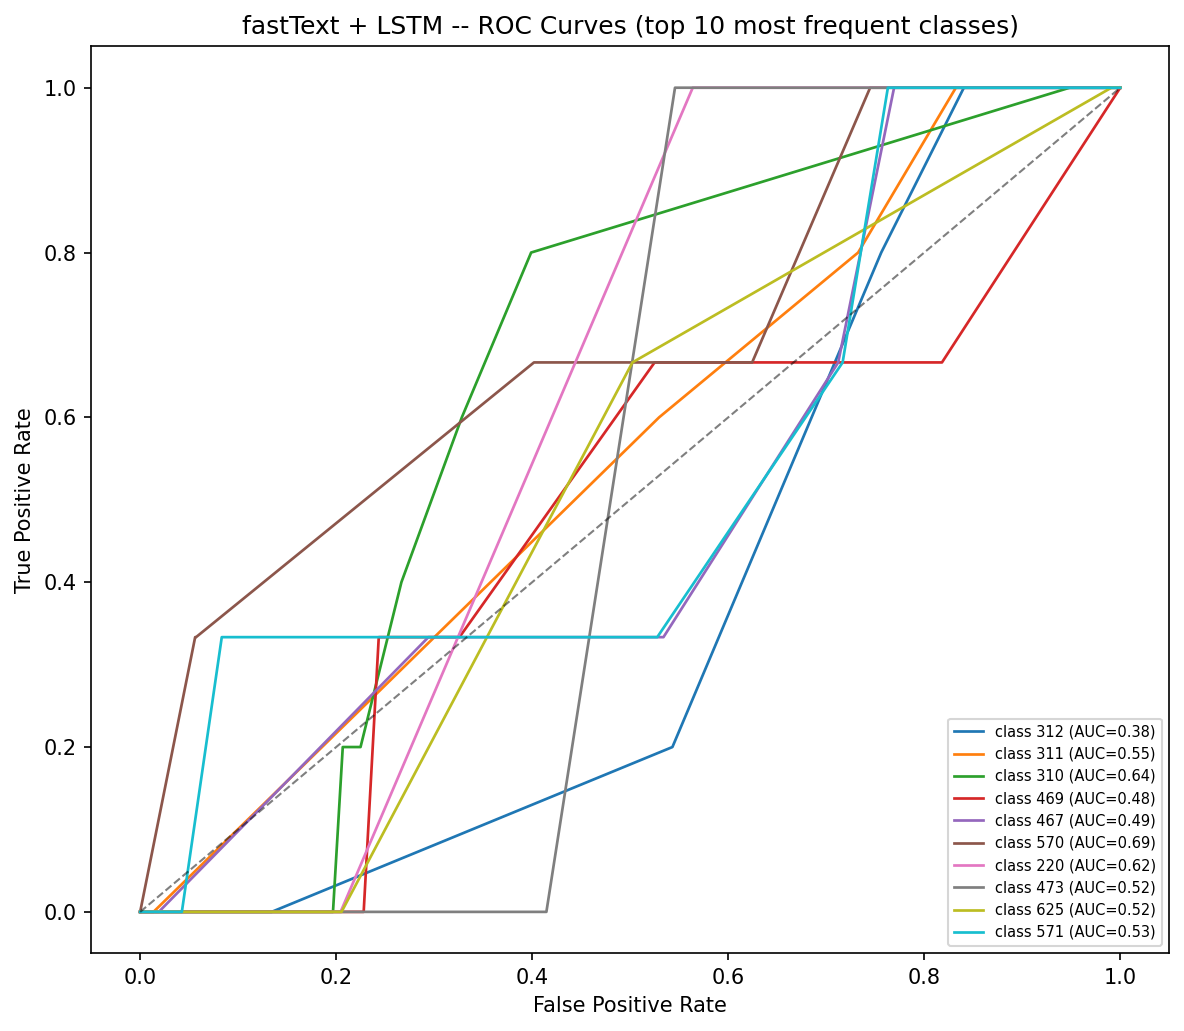 fastText + LSTM -- ROC Curves (top 10 most frequent classes)
True Positive Rate
1.0
0.8
0.6
0.4
0.2
0.0
class 312 (AUC=0.38)
class 311 (AUC=0.55)
class 310 (AUC=0.64)
class 469 (AUC=0.48)
class 467 (AUC=0.49)
class 570 (AUC=0.69)
class 220 (AUC=0.62)
class 473 (AUC=0.52)
class 625 (AUC=0.52)
class 571 (AUC=0.53)
0.0 0.2 0.4 0.6 0.8 1.0
False Positive Rate